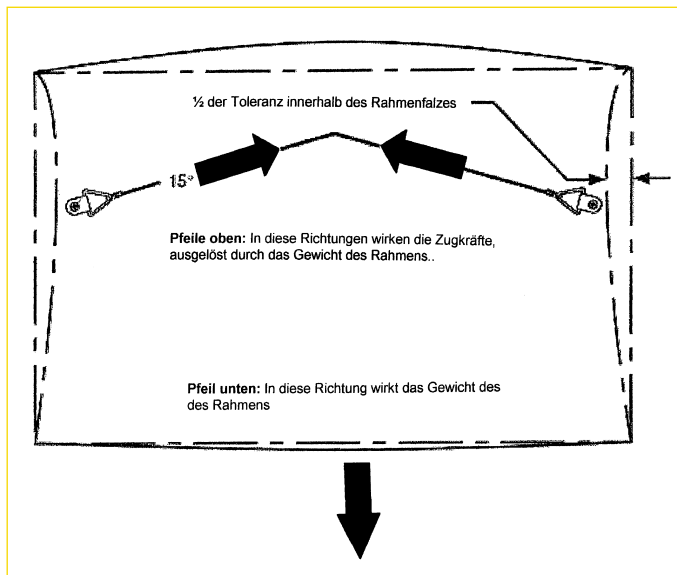 ½ der Toleranz innerhalb des Rahmenfalzes
15°
Pfeile oben: In diese Richtungen wirken die Zugkräfte,
ausgelöst durch das Gewicht des Rahmens..
Pfeil unten: In diese Richtung wirkt das Gewicht des
des Rahmens